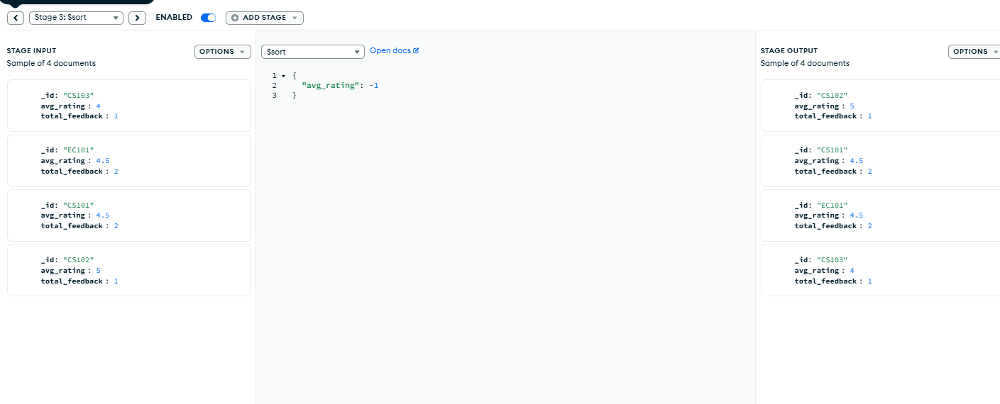 Stage 3: $sort
ENABLED
ADD STAGE
STAGE INPUT
OPTIONS
Sample of 4 documents
_id: "CS103"
avg_rating : 4
total_feedback : 1
_id: "EC101"
avg_rating : 4.5
total_feedback : 2
_id: "CS101"
avg_rating : 4.5
total_feedback : 2
_id: "CS102"
avg_rating : 5
total_feedback : 1
$sort
Open docs
1 {
2 "avg_rating": -1
3 }
STAGE OUTPUT
OPTIONS
Sample of 4 documents
_id: "CS102"
avg_rating : 5
total_feedback : 1
_id: "CS101"
avg_rating : 4.5
total_feedback : 2
_id: "EC101"
avg_rating : 4.5
total_feedback : 2
_id: "CS103"
avg_rating : 4
total_feedback : 1